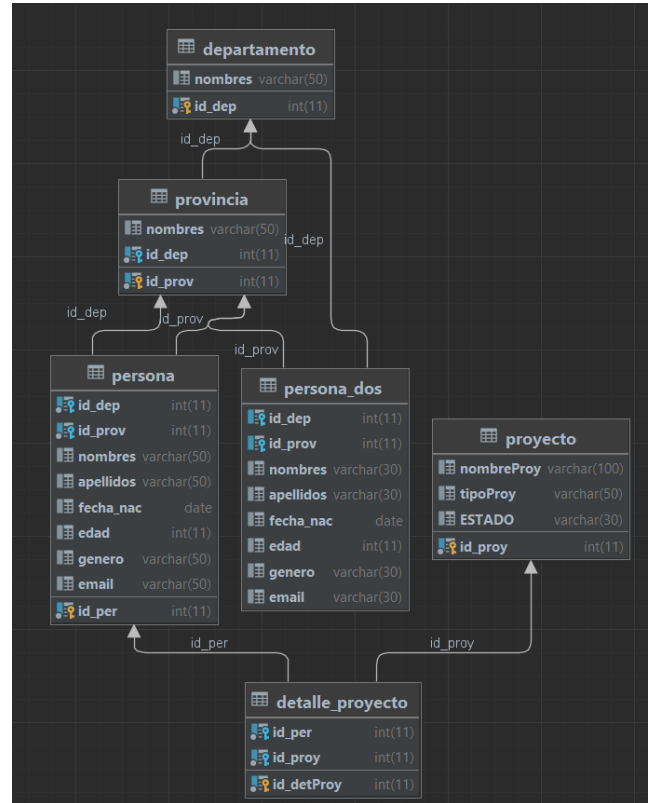 departamento
nombres varchar(50)
id_dep int(11)
id_dep
provincia
nombres varchar(50)
id_dep int(11)
id_prov int(11)
id_dep
id_dep
id_prov
id_prov
persona
id_dep int(11)
id_prov int(11)
nombres varchar(50)
apellidos varchar(50)
fecha_nac date
edad int(11)
genero varchar(50)
email varchar(50)
id_per int(11)
persona_dos
id_dep int(11)
id_prov int(11)
nombres varchar(30)
apellidos varchar(30)
fecha_nac date
edad int(11)
genero varchar(30)
email varchar(30)
proyecto
nombreProy varchar(100)
tipoProy varchar(50)
ESTADO varchar(30)
id_proy int(11)
id_per
id_proy
detalle_proyecto
id_per int(11)
id_proy int(11)
id_detProy int(11)